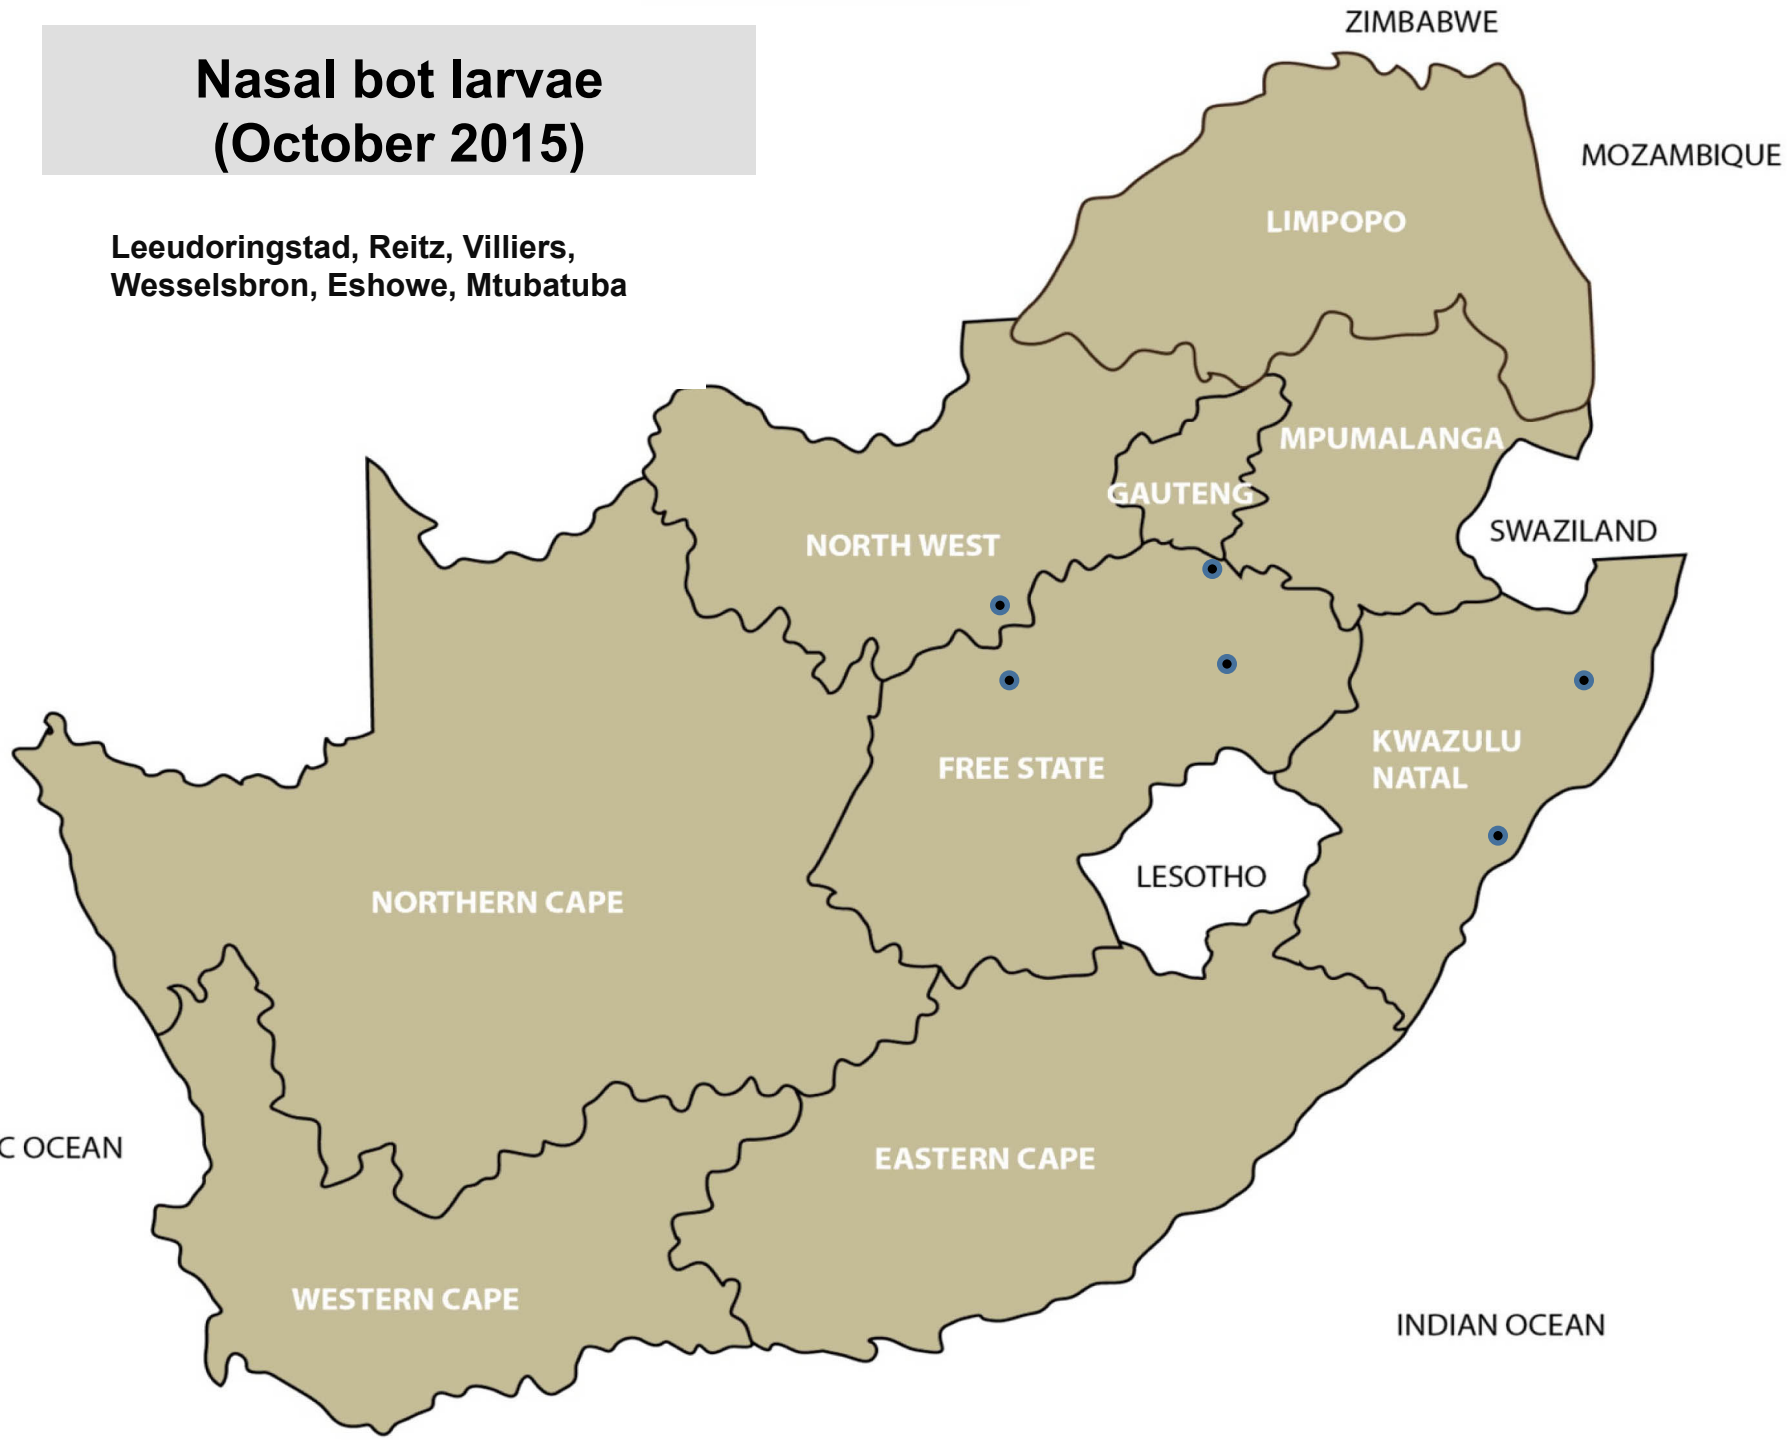 Nasal bot larvae
(October 2015)
Leeudoringstad, Reitz, Villiers,
Wesselsbron, Eshowe, Mtubatuba
ZIMBABWE
MOZAMBIQUE
LIMPOPO
MPUMALANGA
GAUTENG
SWAZILAND
NORTH WEST
KWAZULU
NATAL
FREE STATE
LESOTHO
NORTHERN CAPE
C OCEAN
EASTERN CAPE
WESTERN CAPE
INDIAN OCEAN